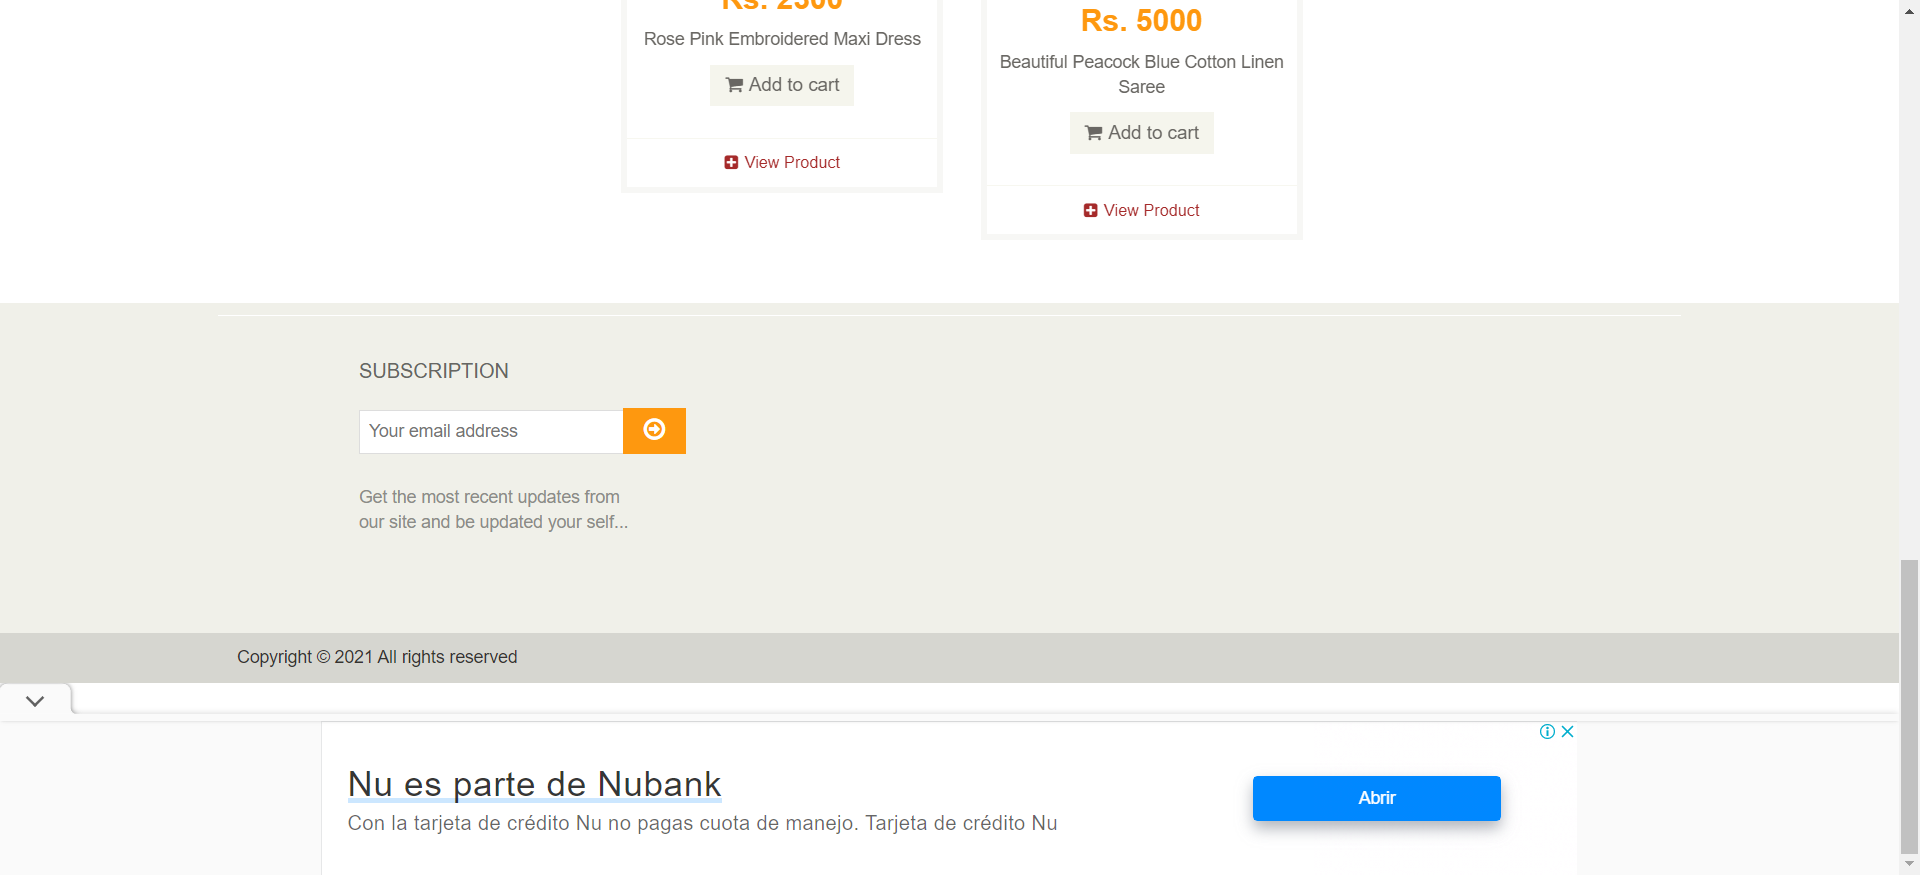 Rs. 2500
Rose Pink Embroidered Maxi Dress
Add to cart
View Product
Rs. 5000
Beautiful Peacock Blue Cotton Linen
Saree
Add to cart
View Product
SUBSCRIPTION
Your email address
Get the most recent updates from
our site and be updated your self...
Copyright © 2021 All rights reserved
Nu es parte de Nubank
Con la tarjeta de crédito Nu no pagas cuota de manejo. Tarjeta de crédito Nu
Abrir